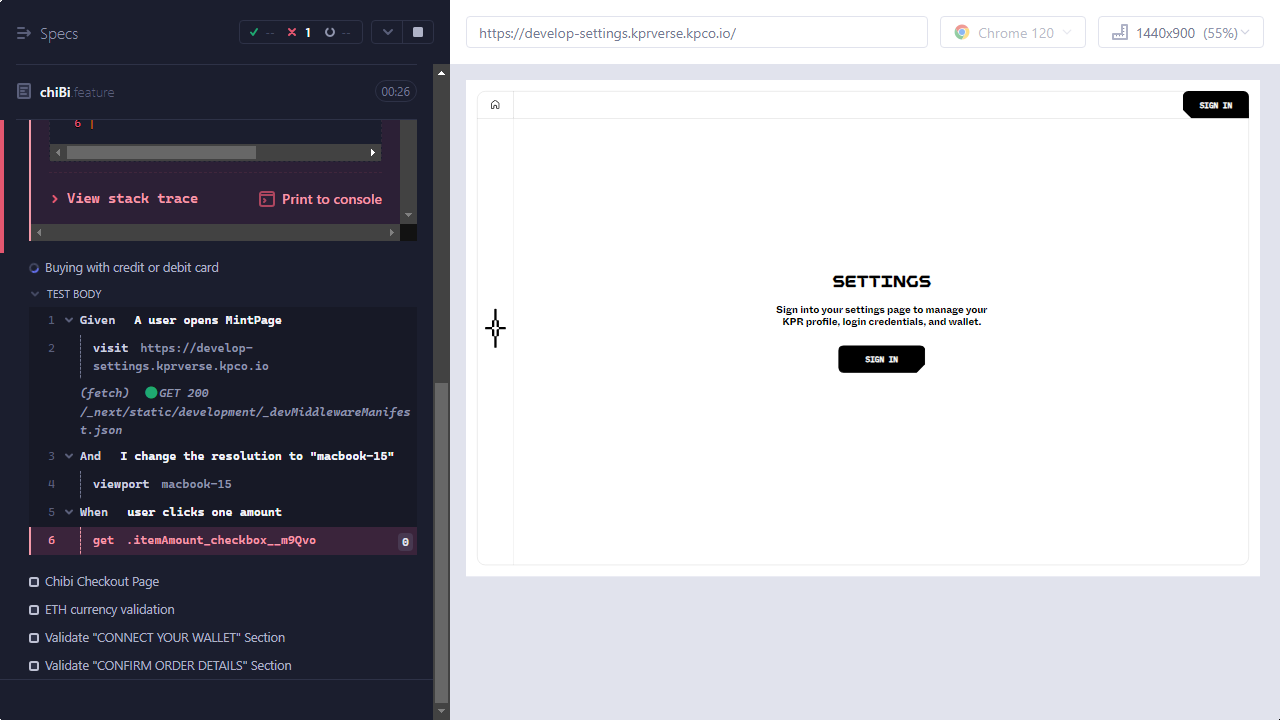 Specs
--
1
--
https://develop-settings.kprverse.kpco.io/
Chrome 120
1440x900 (55%)
chiBi.feature
00:26
6 |
View stack trace
Print to console
Buying with credit or debit card
TEST BODY
1 Given A user opens MintPage
2 visit https://develop-
settings.kprverse.kpco.io
(fetch) GET 200
/_next/static/development/_devMiddlewareManifes
t.json
3 And I change the resolution to "macbook-15"
4 viewport macbook-15
5 When user clicks one amount
6 get .itemAmount_checkbox__m9Qvo 0
Chibi Checkout Page
ETH currency validation
Validate "CONNECT YOUR WALLET" Section
Validate "CONFIRM ORDER DETAILS" Section
SIGN IN
SETTINGS
Sign into your settings page to manage your
KPR profile, login credentials, and wallet.
SIGN IN